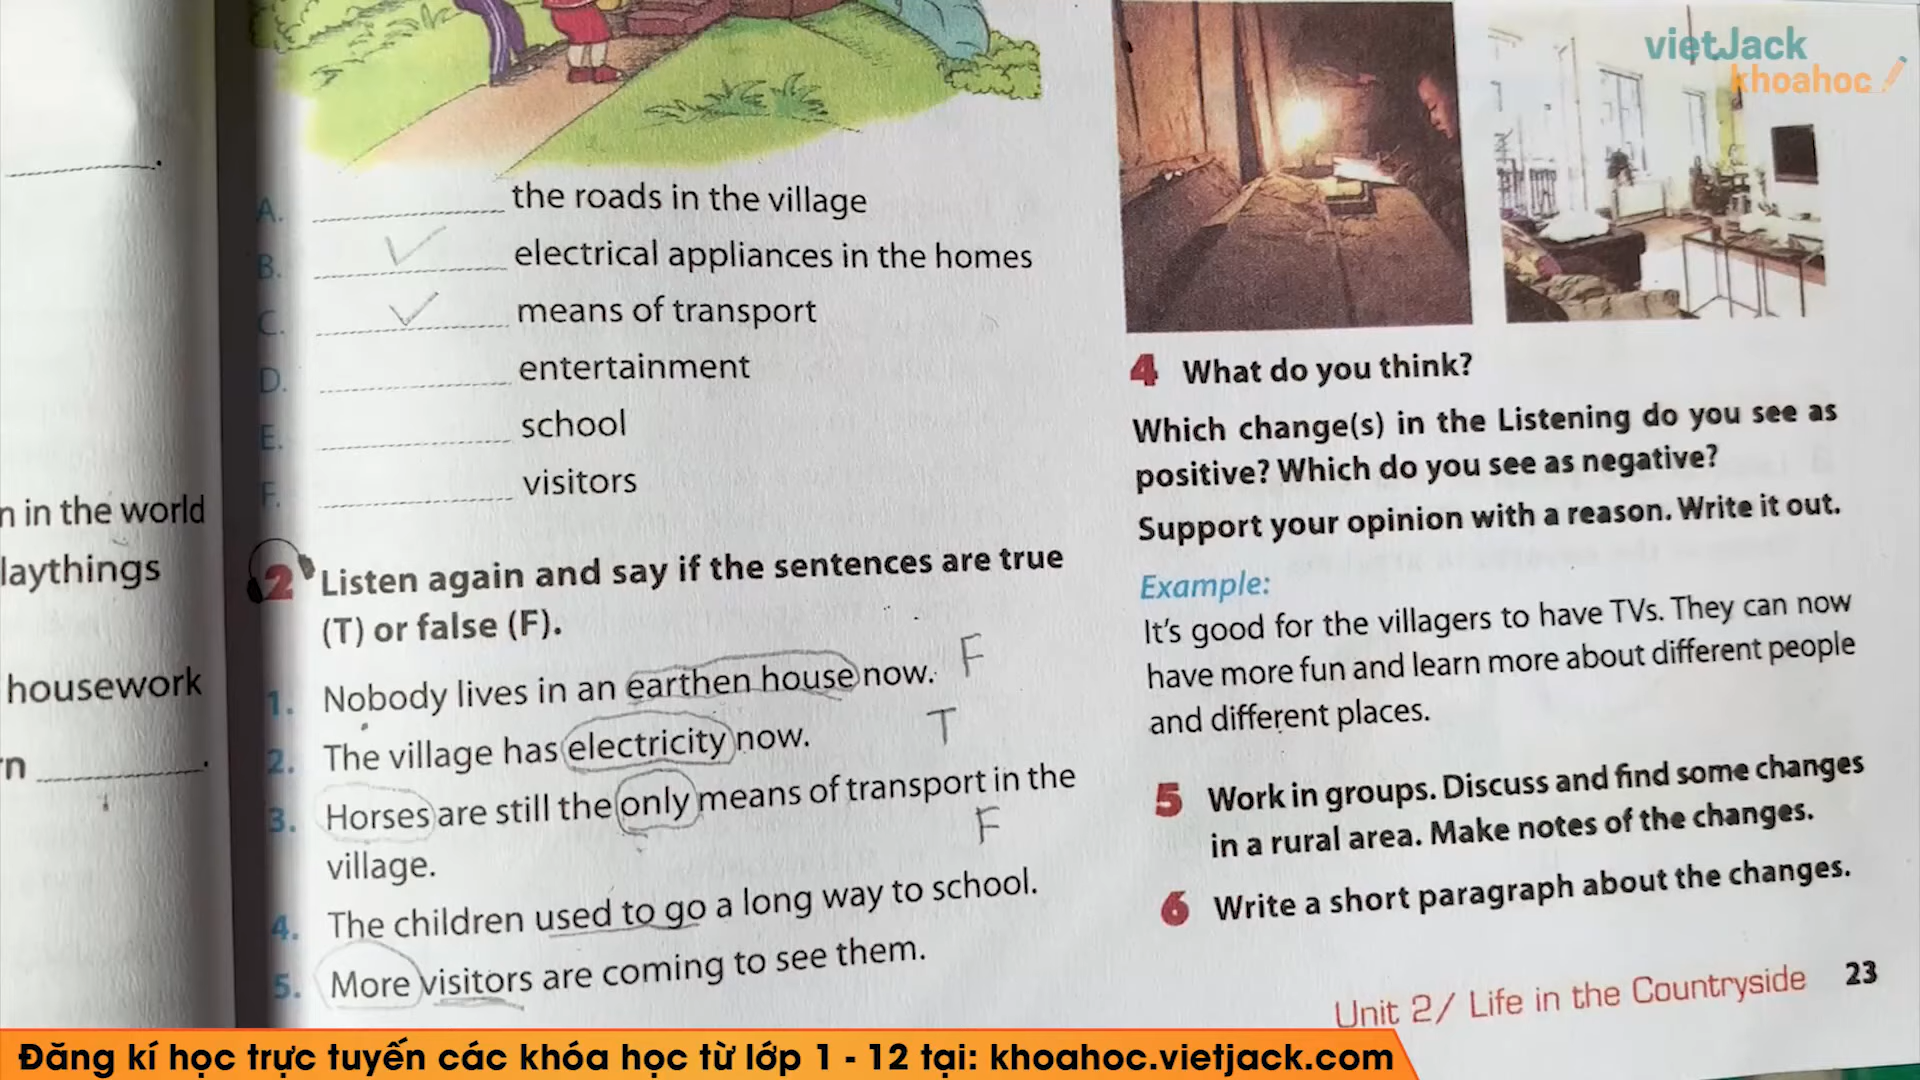 vietJack
khoahoc
n in the world
laythings
housework
rn ________.
A. ________ the roads in the village
B. ________ electrical appliances in the homes
C. ________ means of transport
D. ________ entertainment
E. ________ school
F. ________ visitors
2 Listen again and say if the sentences are true
(T) or false (F).
1. Nobody lives in an earthen house now. F
2. The village has electricity now. T
3. Horses are still the only means of transport in the
village. F
4. The children used to go a long way to school.
5. More visitors are coming to see them.
4 What do you think?
Which change(s) in the Listening do you see as
positive? Which do you see as negative?
Support your opinion with a reason. Write it out.
Example:
It's good for the villagers to have TVs. They can now
have more fun and learn more about different people
and different places.
5 Work in groups. Discuss and find some changes
in a rural area. Make notes of the changes.
6 Write a short paragraph about the changes.
Unit 2/ Life in the Countryside 23
Đăng kí học trực tuyến các khóa học từ lớp 1 - 12 tại: khoahoc.vietjack.com